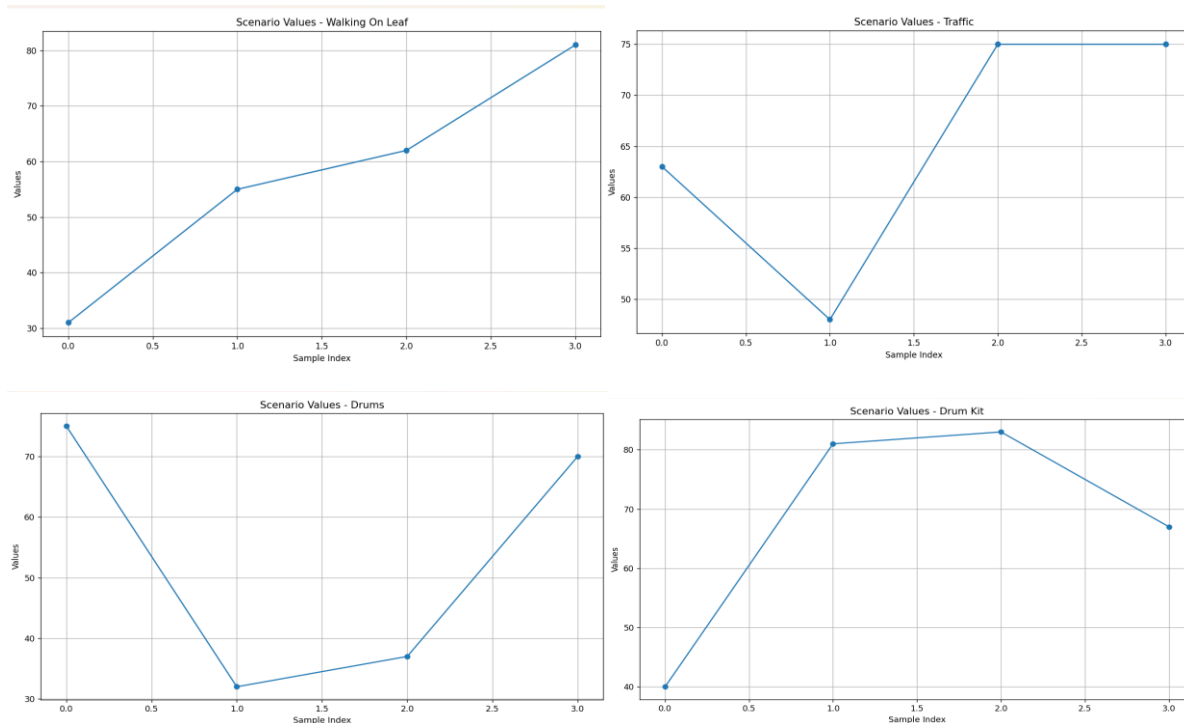 Scenario Values - Walking On Leaf
Values
80
70
60
50
40
30
0.0 0.5 1.0 1.5 2.0 2.5 3.0
Sample Index
Scenario Values - Traffic
Values
75
70
65
60
55
50
0.0 0.5 1.0 1.5 2.0 2.5 3.0
Sample Index
Scenario Values - Drums
Values
70
60
50
40
30
0.0 0.5 1.0 1.5 2.0 2.5 3.0
Sample Index
Scenario Values - Drum Kit
Values
80
70
60
50
40
0.0 0.5 1.0 1.5 2.0 2.5 3.0
Sample Index